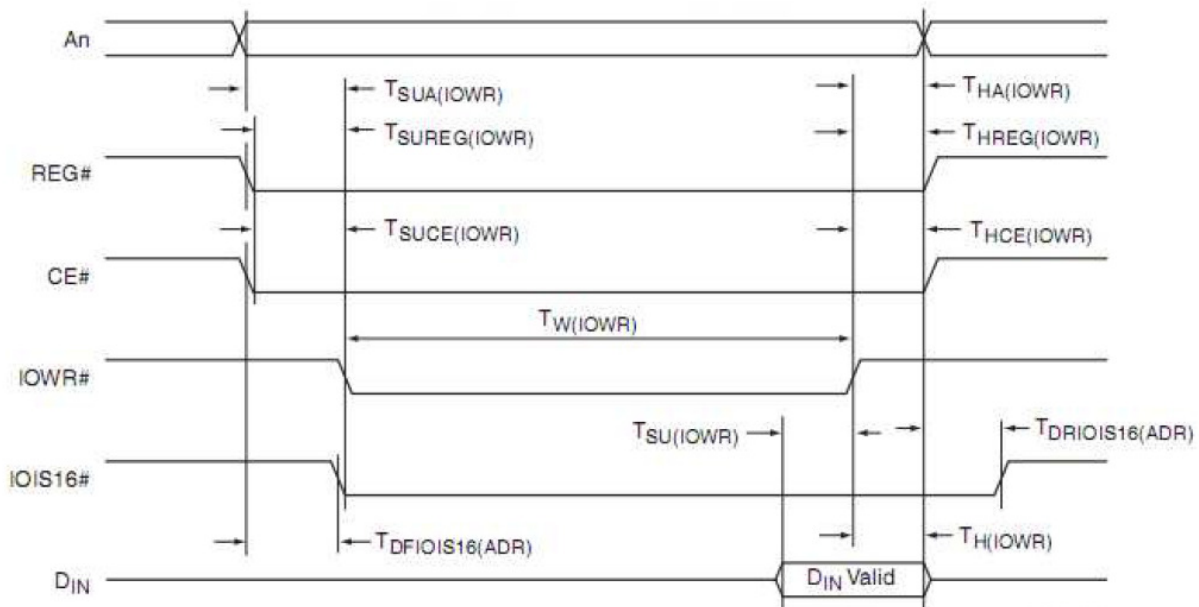 An
TSUA(IOWR)
THA(IOWR)
TSUREG(IOWR)
THREG(IOWR)
REG#
TSUCE(IOWR)
THCE(IOWR)
CE#
TW(IOWR)
IOWR#
TSU(IOWR)
TDRIOIS16(ADR)
IOIS16#
TDFIOIS16(ADR)
TH(IOWR)
DIN
DIN Valid